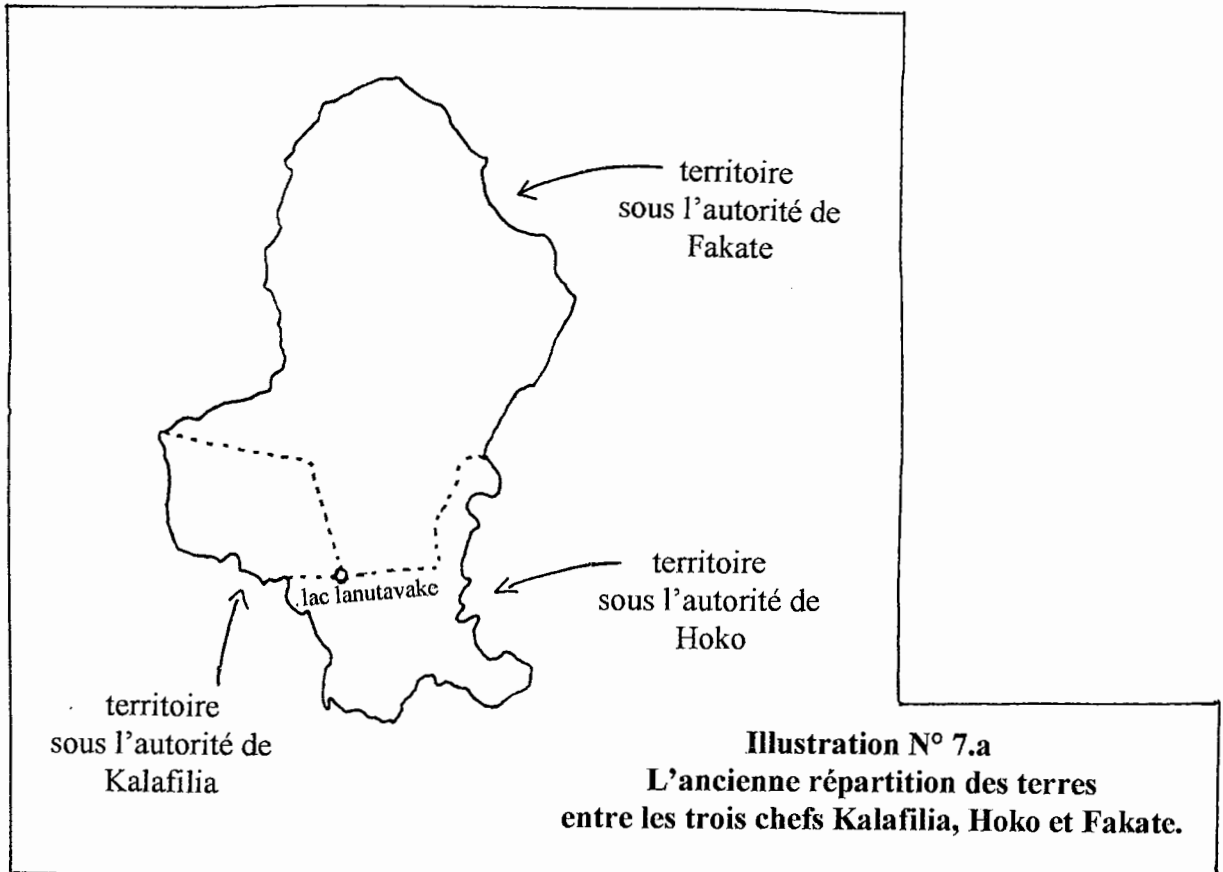 territoire
sous l'autorité de
Fakate
lac lanutavake
territoire
sous l'autorité de
Hoko
territoire
sous l'autorité de
Kalafilia
Illustration N° 7.a
L'ancienne répartition des terres
entre les trois chefs Kalafilia, Hoko et Fakate.